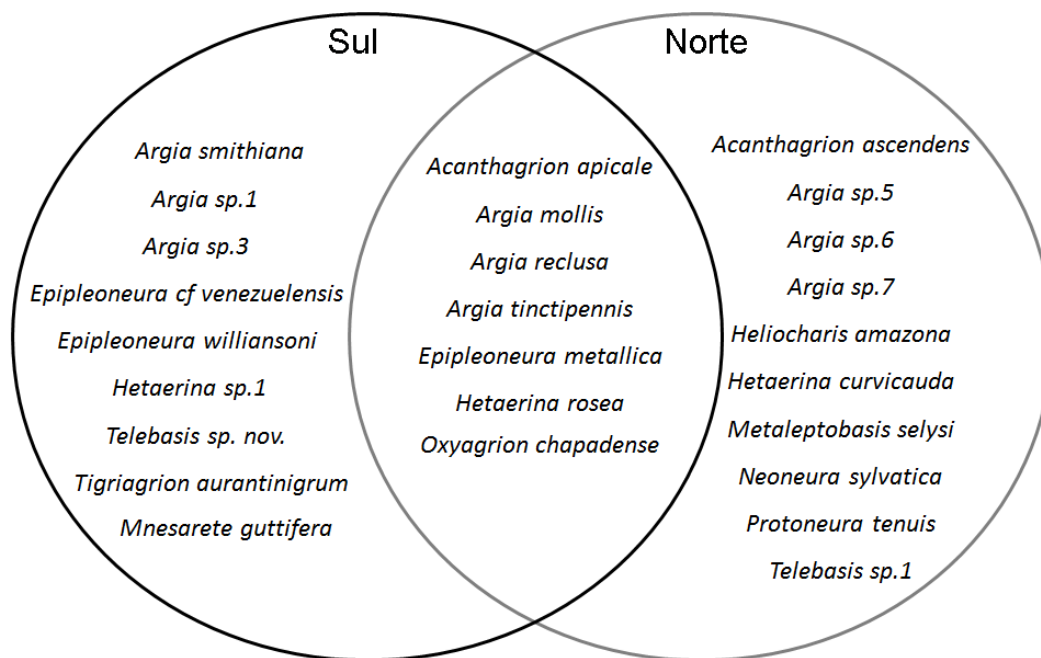 Sul
Norte
Argia smithiana
Argia sp.1
Argia sp.3
Epipleoneura cf venezuelensis
Epipleoneura williansoni
Hetaerina sp.1
Telebasis sp. nov.
Tigriagrion aurantinigrum
Mnesarete guttifera
Acanthagrion apicale
Argia mollis
Argia reclusa
Argia tinctipennis
Epipleoneura metallica
Hetaerina rosea
Oxyagrion chapadense
Acanthagrion ascendens
Argia sp.5
Argia sp.6
Argia sp.7
Heliocharis amazona
Hetaerina curvicauda
Metaleptobasis selysi
Neoneura sylvatica
Protoneura tenuis
Telebasis sp.1